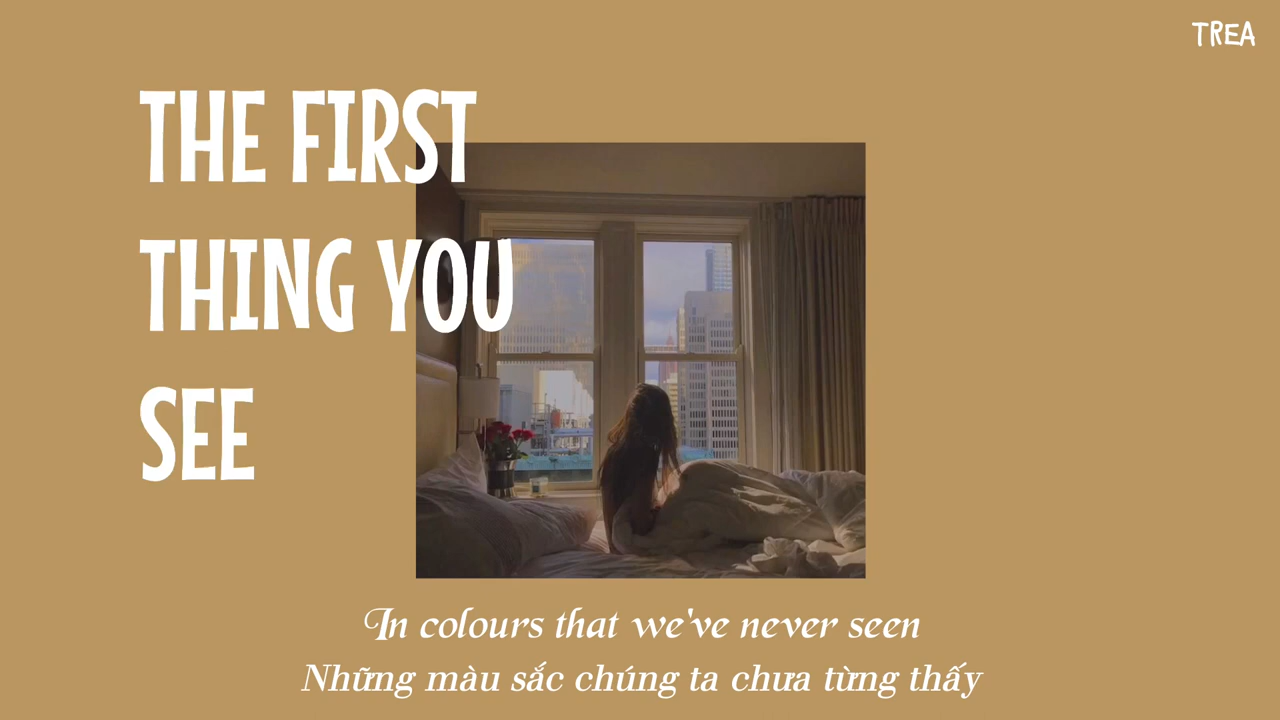 TREA
THE FIRST
THING YOU
SEE
In colours that we've never seen
Những màu sắc chúng ta chưa từng thấy